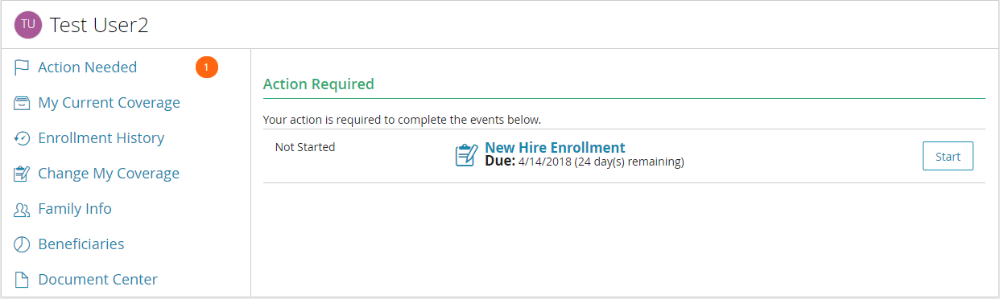 TU Test User2
Action Needed 1
My Current Coverage
Enrollment History
Change My Coverage
Family Info
Beneficiaries
Document Center
Action Required
Your action is required to complete the events below.
Not Started
New Hire Enrollment
Due: 4/14/2018 (24 day(s) remaining)
Start